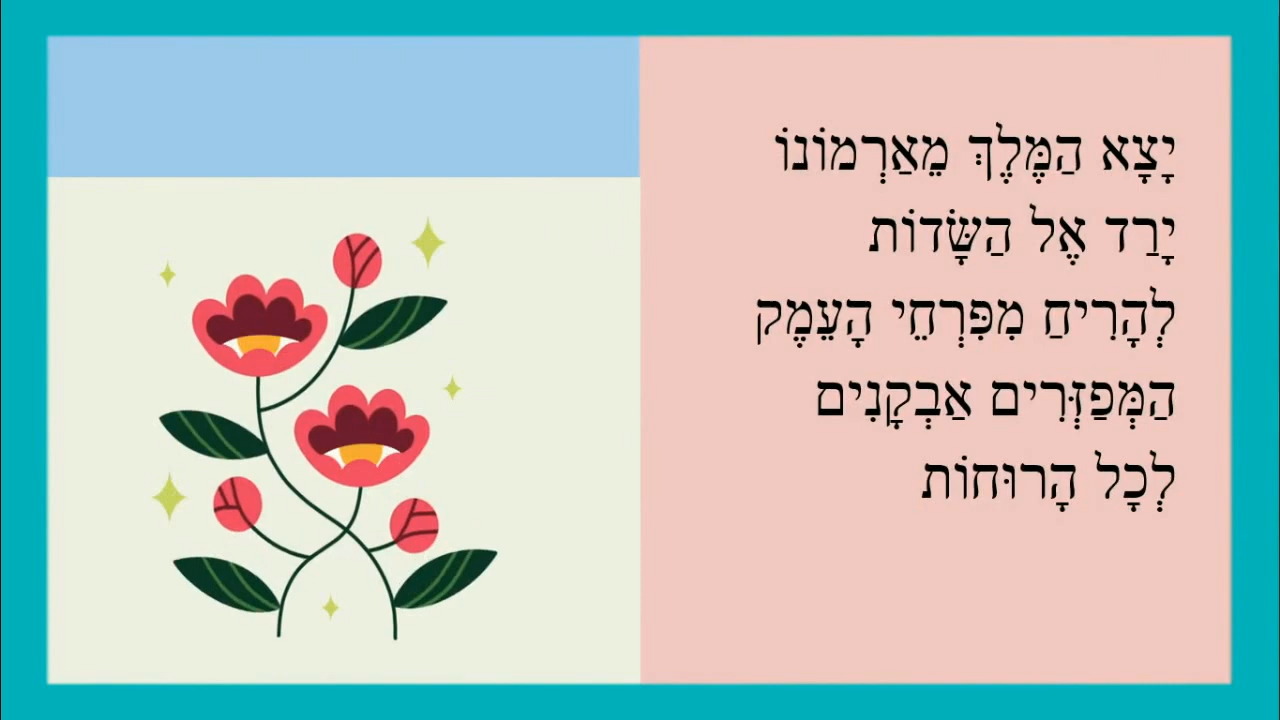 יָצָא הַמֶּלֶךְ מֵאַרְמוֹנוֹ
יָרַד אֶל הַשָּׂדוֹת
לְהָרִיחַ מִפִּרְחֵי הָעֵמֶק
הַמְּפַזְּרִים אַבְקָנִים
לְכָל הָרוּחוֹת